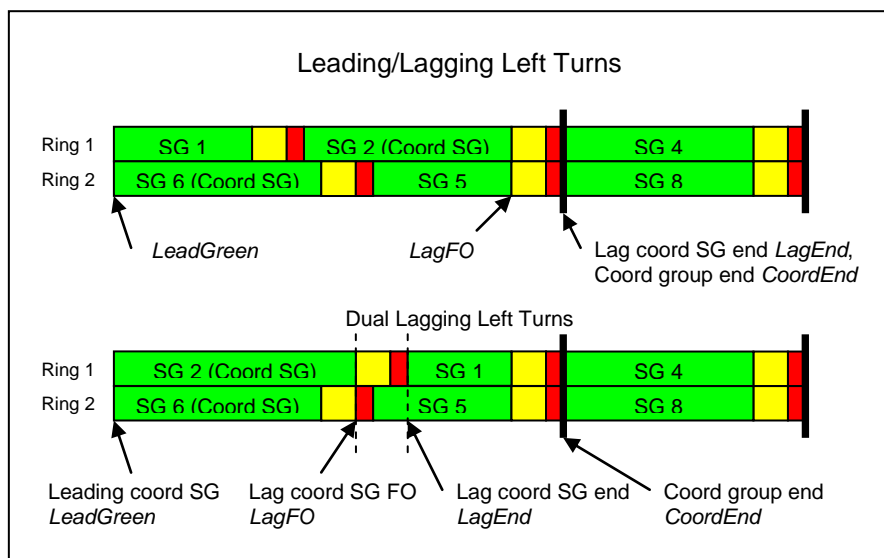 Leading/Lagging Left Turns
Ring 1
SG 1
SG 2 (Coord SG)
SG 4
Ring 2
SG 6 (Coord SG)
SG 5
SG 8
LeadGreen
LagFO
Lag coord SG end LagEnd,
Coord group end CoordEnd
Dual Lagging Left Turns
Ring 1
SG 2 (Coord SG)
SG 1
SG 4
Ring 2
SG 6 (Coord SG)
SG 5
SG 8
Leading coord SG
LeadGreen
Lag coord SG FO
LagFO
Lag coord SG end
LagEnd
Coord group end
CoordEnd